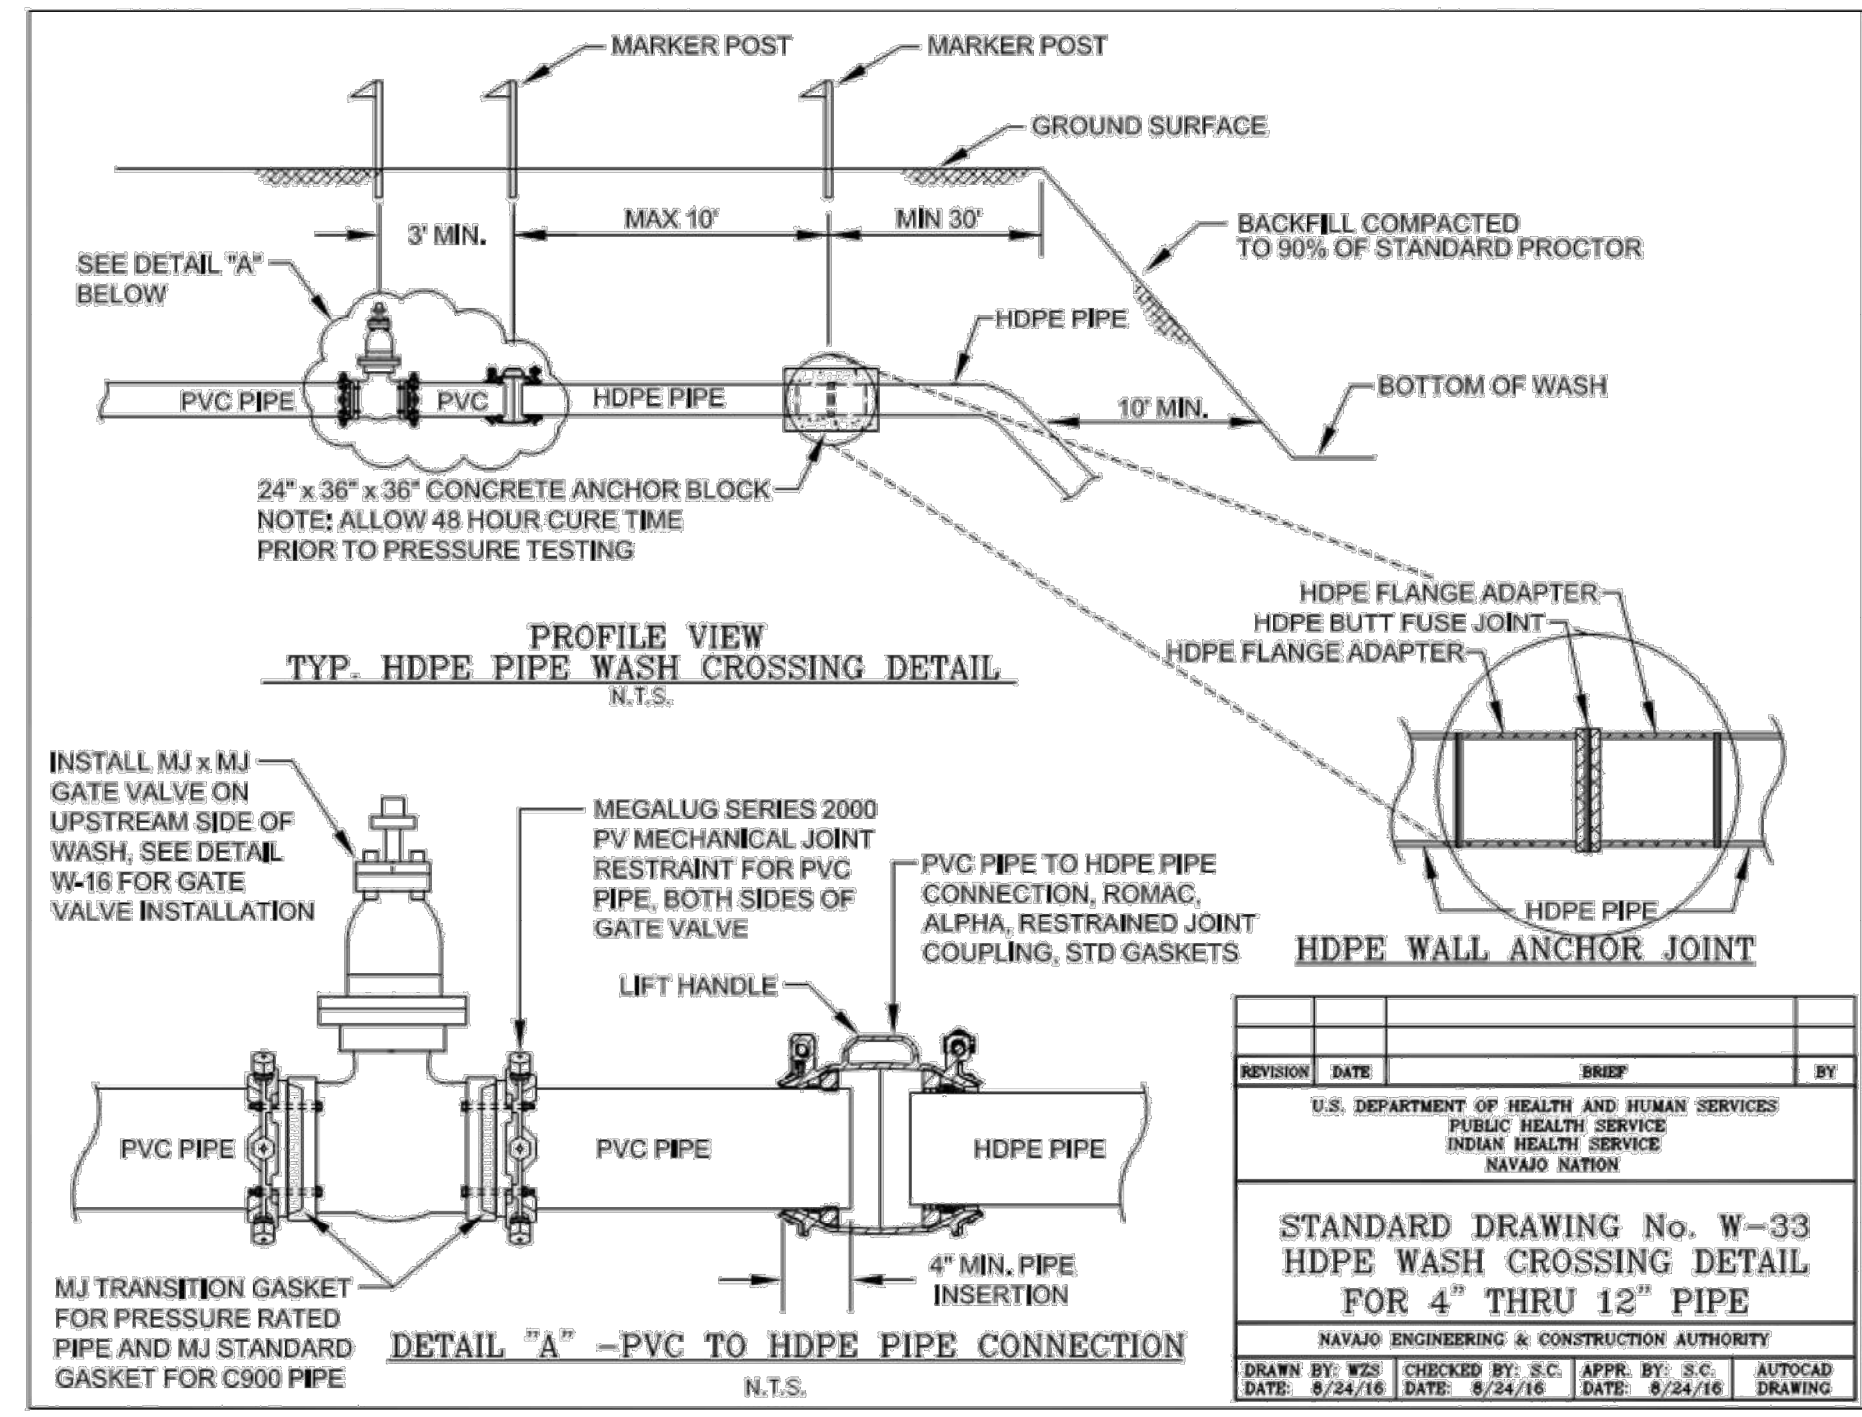 MARKER POST
MARKER POST
GROUND SURFACE
3' MIN.
MAX 10'
MIN 30'
BACKFILL COMPACTED
TO 90% OF STANDARD PROCTOR
SEE DETAIL "A"
BELOW
HDPE PIPE
PVC PIPE
PVC
HDPE PIPE
10' MIN.
BOTTOM OF WASH
24" x 36" x 36" CONCRETE ANCHOR BLOCK
NOTE: ALLOW 48 HOUR CURE TIME
PRIOR TO PRESSURE TESTING
PROFILE VIEW
TYP. HDPE PIPE WASH CROSSING DETAIL
N.T.S.
HDPE FLANGE ADAPTER
HDPE BUTT FUSE JOINT
HDPE FLANGE ADAPTER
HDPE PIPE
HDPE WALL ANCHOR JOINT
INSTALL MJ x MJ
GATE VALVE ON
UPSTREAM SIDE OF
WASH, SEE DETAIL
W-16 FOR GATE
VALVE INSTALLATION
MEGALUG SERIES 2000
PV MECHANICAL JOINT
RESTRAINT FOR PVC
PIPE, BOTH SIDES OF
GATE VALVE
PVC PIPE TO HDPE PIPE
CONNECTION, ROMAC,
ALPHA, RESTRAINED JOINT
COUPLING, STD GASKETS
LIFT HANDLE
PVC PIPE
PVC PIPE
HDPE PIPE
MJ TRANSITION GASKET
FOR PRESSURE RATED
PIPE AND MJ STANDARD
GASKET FOR C900 PIPE
4" MIN. PIPE
INSERTION
DETAIL "A" -PVC TO HDPE PIPE CONNECTION
N.T.S.
REVISION DATE BRIEF BY
U.S. DEPARTMENT OF HEALTH AND HUMAN SERVICES
PUBLIC HEALTH SERVICE
INDIAN HEALTH SERVICE
NAVAJO NATION
STANDARD DRAWING No. W-33
HDPE WASH CROSSING DETAIL
FOR 4" THRU 12" PIPE
NAVAJO ENGINEERING & CONSTRUCTION AUTHORITY
DRAWN BY: WZS CHECKED BY: S.C. APPR. BY: S.C. AUTOCAD
DATE: 8/24/16 DATE: 8/24/16 DATE: 8/24/16 DRAWING